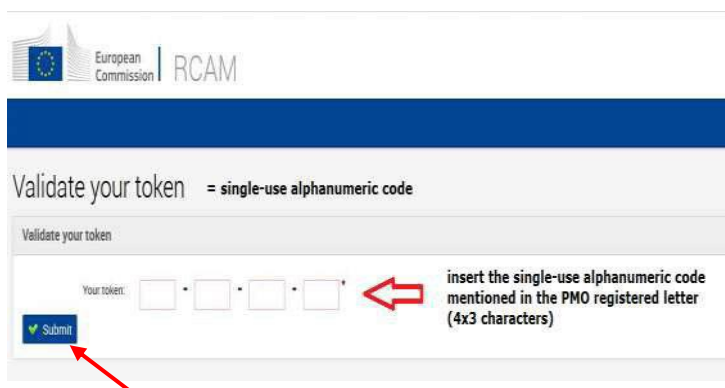 European
Commission
RCAM
Validate your token = single-use alphanumeric code
Validate your token
Your token: - - - *
insert the single-use alphanumeric code
mentioned in the PMO registered letter
(4x3 characters)
Submit